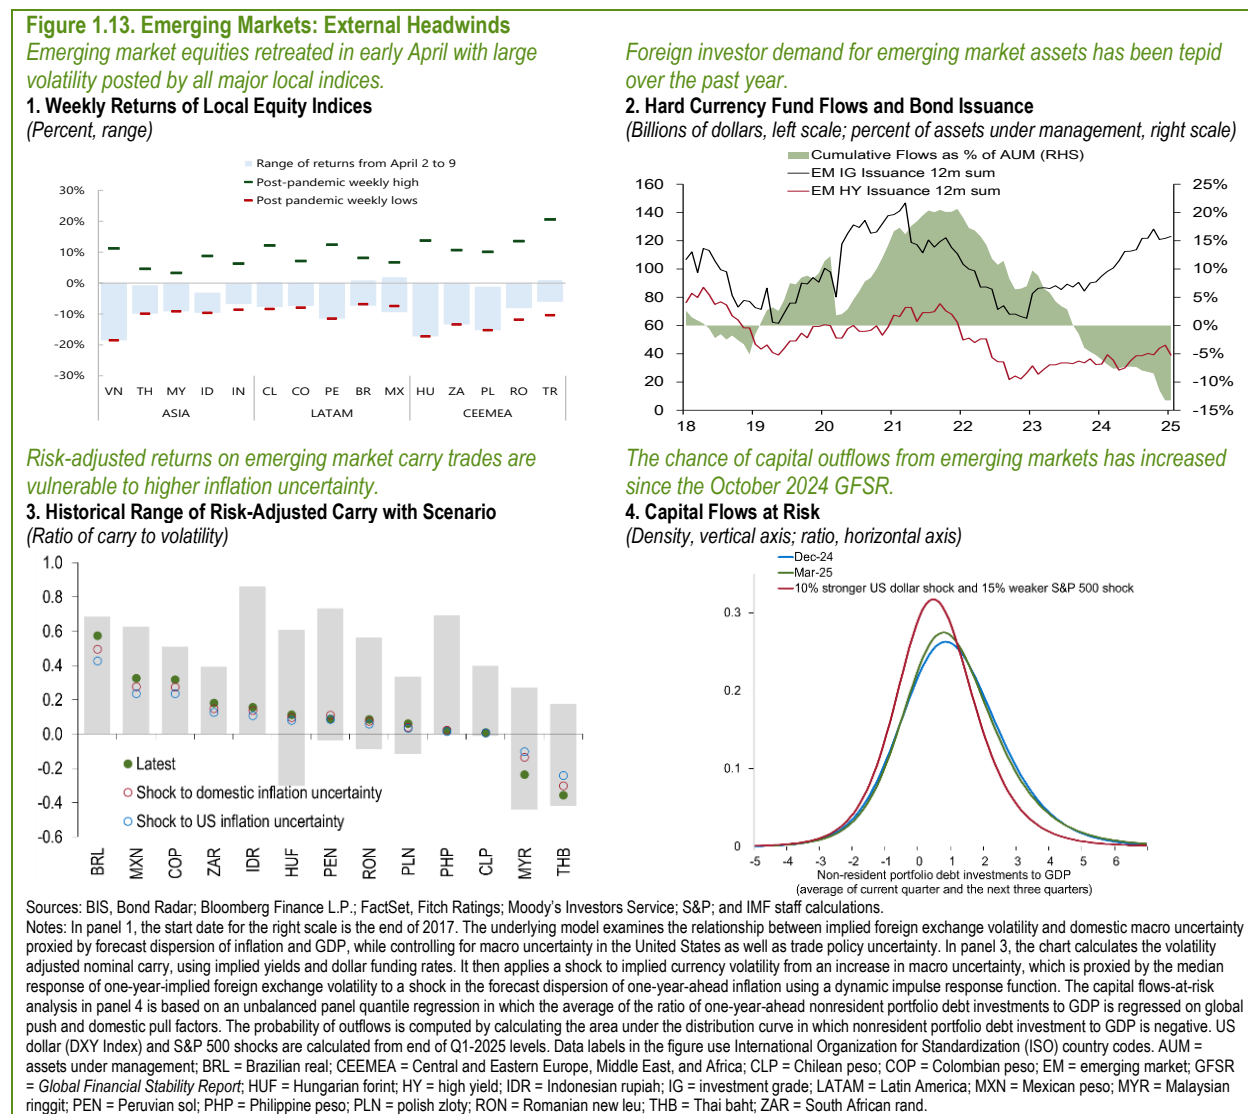 Figure 1.13. Emerging Markets: External Headwinds
Emerging market equities retreated in early April with large
volatility posted by all major local indices.
1. Weekly Returns of Local Equity Indices
(Percent, range)
Range of returns from April 2 to 9
Post-pandemic weekly high
Post pandemic weekly lows
30%
20%
10%
0%
-10%
-20%
-30%
VN TH MY ID IN CL CO PE BR MX HU ZA PL RO TR
ASIA LATAM CEEMEA
Foreign investor demand for emerging market assets has been tepid
over the past year.
2. Hard Currency Fund Flows and Bond Issuance
(Billions of dollars, left scale; percent of assets under management, right scale)
Cumulative Flows as % of AUM (RHS)
EM IG Issuance 12m sum
EM HY Issuance 12m sum
160 25%
140 20%
120 15%
100 10%
80 5%
60 0%
40 -5%
20 -10%
0 -15%
18 19 20 21 22 23 24 25
Risk-adjusted returns on emerging market carry trades are
vulnerable to higher inflation uncertainty.
3. Historical Range of Risk-Adjusted Carry with Scenario
(Ratio of carry to volatility)
1.0
0.8
0.6
0.4
0.2
0.0
-0.2
-0.4
-0.6
Latest
Shock to domestic inflation uncertainty
Shock to US inflation uncertainty
BRL MXN COP ZAR IDR HUF PEN RON PLN PHP CLP MYR THB
The chance of capital outflows from emerging markets has increased
since the October 2024 GFSR.
4. Capital Flows at Risk
(Density, vertical axis; ratio, horizontal axis)
Dec-24
Mar-25
10% stronger US dollar shock and 15% weaker S&P 500 shock
0.3
0.2
0.1
0
-5 -4 -3 -2 -1 0 1 2 3 4 5 6
Non-resident portfolio debt investments to GDP
(average of current quarter and the next three quarters)
Sources: BIS, Bond Radar; Bloomberg Finance L.P.; FactSet, Fitch Ratings; Moody's Investors Service; S&P; and IMF staff calculations.
Notes: In panel 1, the start date for the right scale is the end of 2017. The underlying model examines the relationship between implied foreign exchange volatility and domestic macro uncertainty
proxied by forecast dispersion of inflation and GDP, while controlling for macro uncertainty in the United States as well as trade policy uncertainty. In panel 3, the chart calculates the volatility
adjusted nominal carry, using implied yields and dollar funding rates. It then applies a shock to implied currency volatility from an increase in macro uncertainty, which is proxied by the median
response of one-year-implied foreign exchange volatility to a shock in the forecast dispersion of one-year-ahead inflation using a dynamic impulse response function. The capital flows-at-risk
analysis in panel 4 is based on an unbalanced panel quantile regression in which the average of the ratio of one-year-ahead nonresident portfolio debt investments to GDP is regressed on global
push and domestic pull factors. The probability of outflows is computed by calculating the area under the distribution curve in which nonresident portfolio debt investment to GDP is negative. US
dollar (DXY Index) and S&P 500 shocks are calculated from end of Q1-2025 levels. Data labels in the figure use International Organization for Standardization (ISO) country codes. AUM =
assets under management; BRL = Brazilian real; CEEMEA = Central and Eastern Europe, Middle East, and Africa; CLP = Chilean peso; COP = Colombian peso; EM = emerging market; GFSR
= Global Financial Stability Report; HUF = Hungarian forint; HY = high yield; IDR = Indonesian rupiah; IG = investment grade; LATAM = Latin America; MXN = Mexican peso; MYR = Malaysian
ringgit; PEN = Peruvian sol; PHP = Philippine peso; PLN = polish zloty; RON = Romanian new leu; THB = Thai baht; ZAR = South African rand.